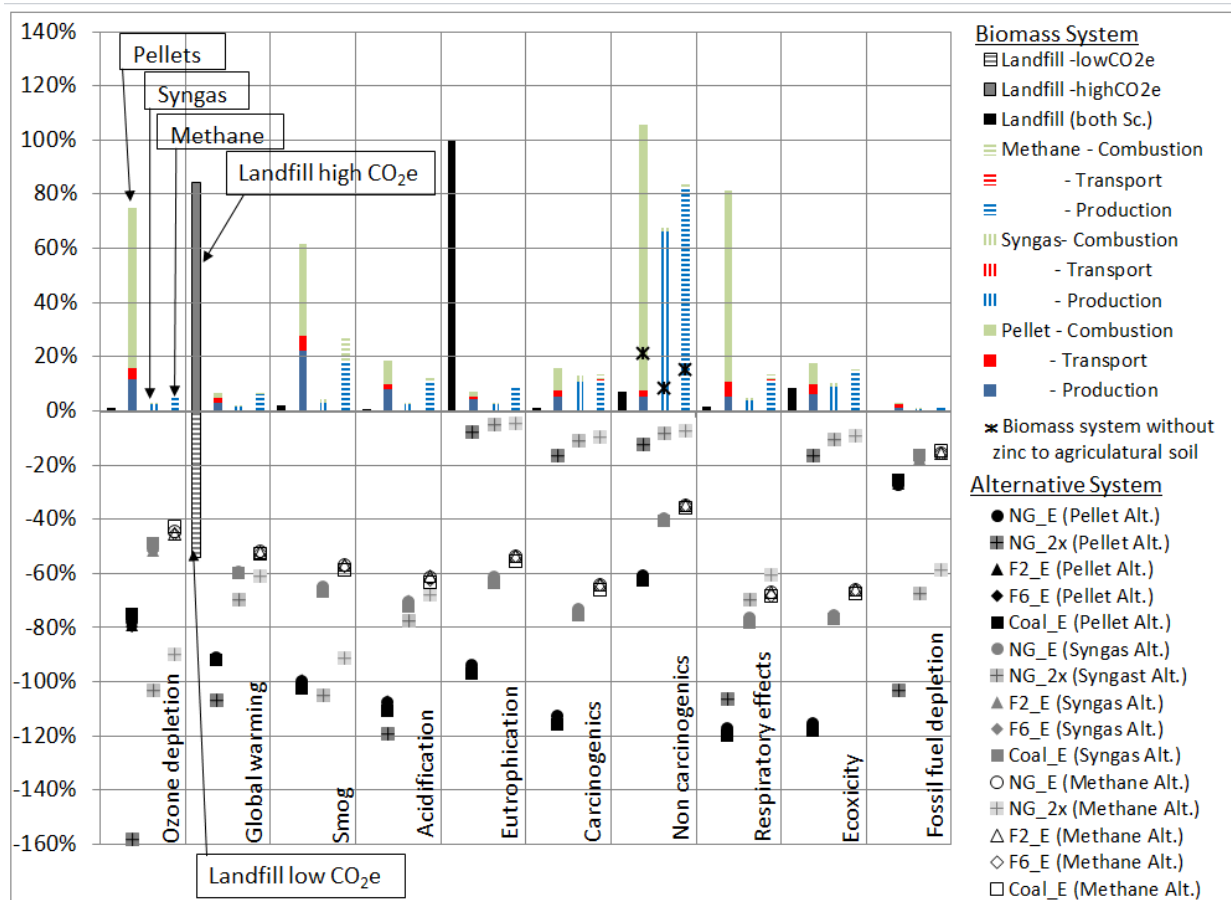 140%
120%
100%
80%
60%
40%
20%
0%
-20%
-40%
-60%
-80%
-100%
-120%
-140%
-160%
Pellets
Syngas
Methane
Landfill high CO₂e
Landfill low CO₂e
Ozone depletion
Global warming
Smog
Acidification
Eutrophication
Carcinogenics
Non carcinogenics
Respiratory effects
Ecoxicity
Fossil fuel depletion
Biomass System
Landfill -lowCO2e
Landfill -highCO2e
Landfill (both Sc.)
Methane - Combustion
- Transport
- Production
Syngas- Combustion
- Transport
- Production
Pellet - Combustion
- Transport
- Production
Biomass system without
zinc to agriculatural soil
Alternative System
NG_E (Pellet Alt.)
NG_2x (Pellet Alt.)
F2_E (Pellet Alt.)
F6_E (Pellet Alt.)
Coal_E (Pellet Alt.)
NG_E (Syngas Alt.)
NG_2x (Syngast Alt.)
F2_E (Syngas Alt.)
F6_E (Syngas Alt.)
Coal_E (Syngas Alt.)
NG_E (Methane Alt.)
NG_2x (Methane Alt.)
F2_E (Methane Alt.)
F6_E (Methane Alt.)
Coal_E (Methane Alt.)